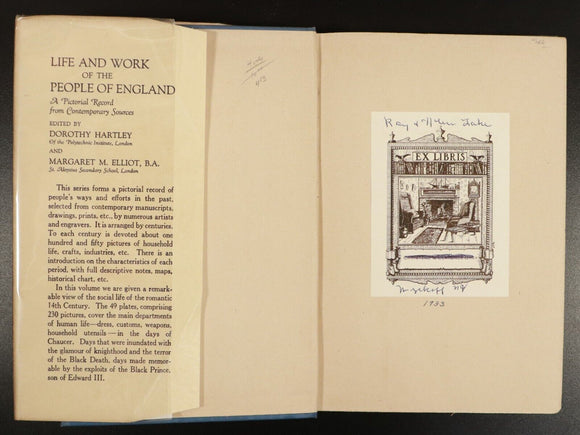 LIFE AND WORK
OF THE
PEOPLE OF ENGLAND
A Pictorial Record
from Contemporary Sources
EDITED BY
DOROTHY HARTLEY
Of the Polytechnic Institute, London
AND
MARGARET M. ELLIOT, B.A.
St. Aloysius Secondary School, London
This series forms a pictorial record of
people's ways and efforts in the past,
selected from contemporary manuscripts,
drawings, prints, etc., by numerous artists
and engravers. It is arranged by centuries.
To each century is devoted about one
hundred and fifty pictures of household
life, crafts, industries, etc. There is an
introduction on the characteristics of each
period, with full descriptive notes, maps,
historical chart, etc.
In this volume we are given a remark-
able view of the social life of the romantic
14th Century. The 49 plates, comprising
230 pictures, cover the main departments
of human life—dress, customs, weapons,
household utensils—in the days of
Chaucer. Days that were inundated with
the glamour of knighthood and the terror
of the Black Death, days made memor-
able by the exploits of the Black Prince,
son of Edward III.
Ray &
EX LIBRIS
1933